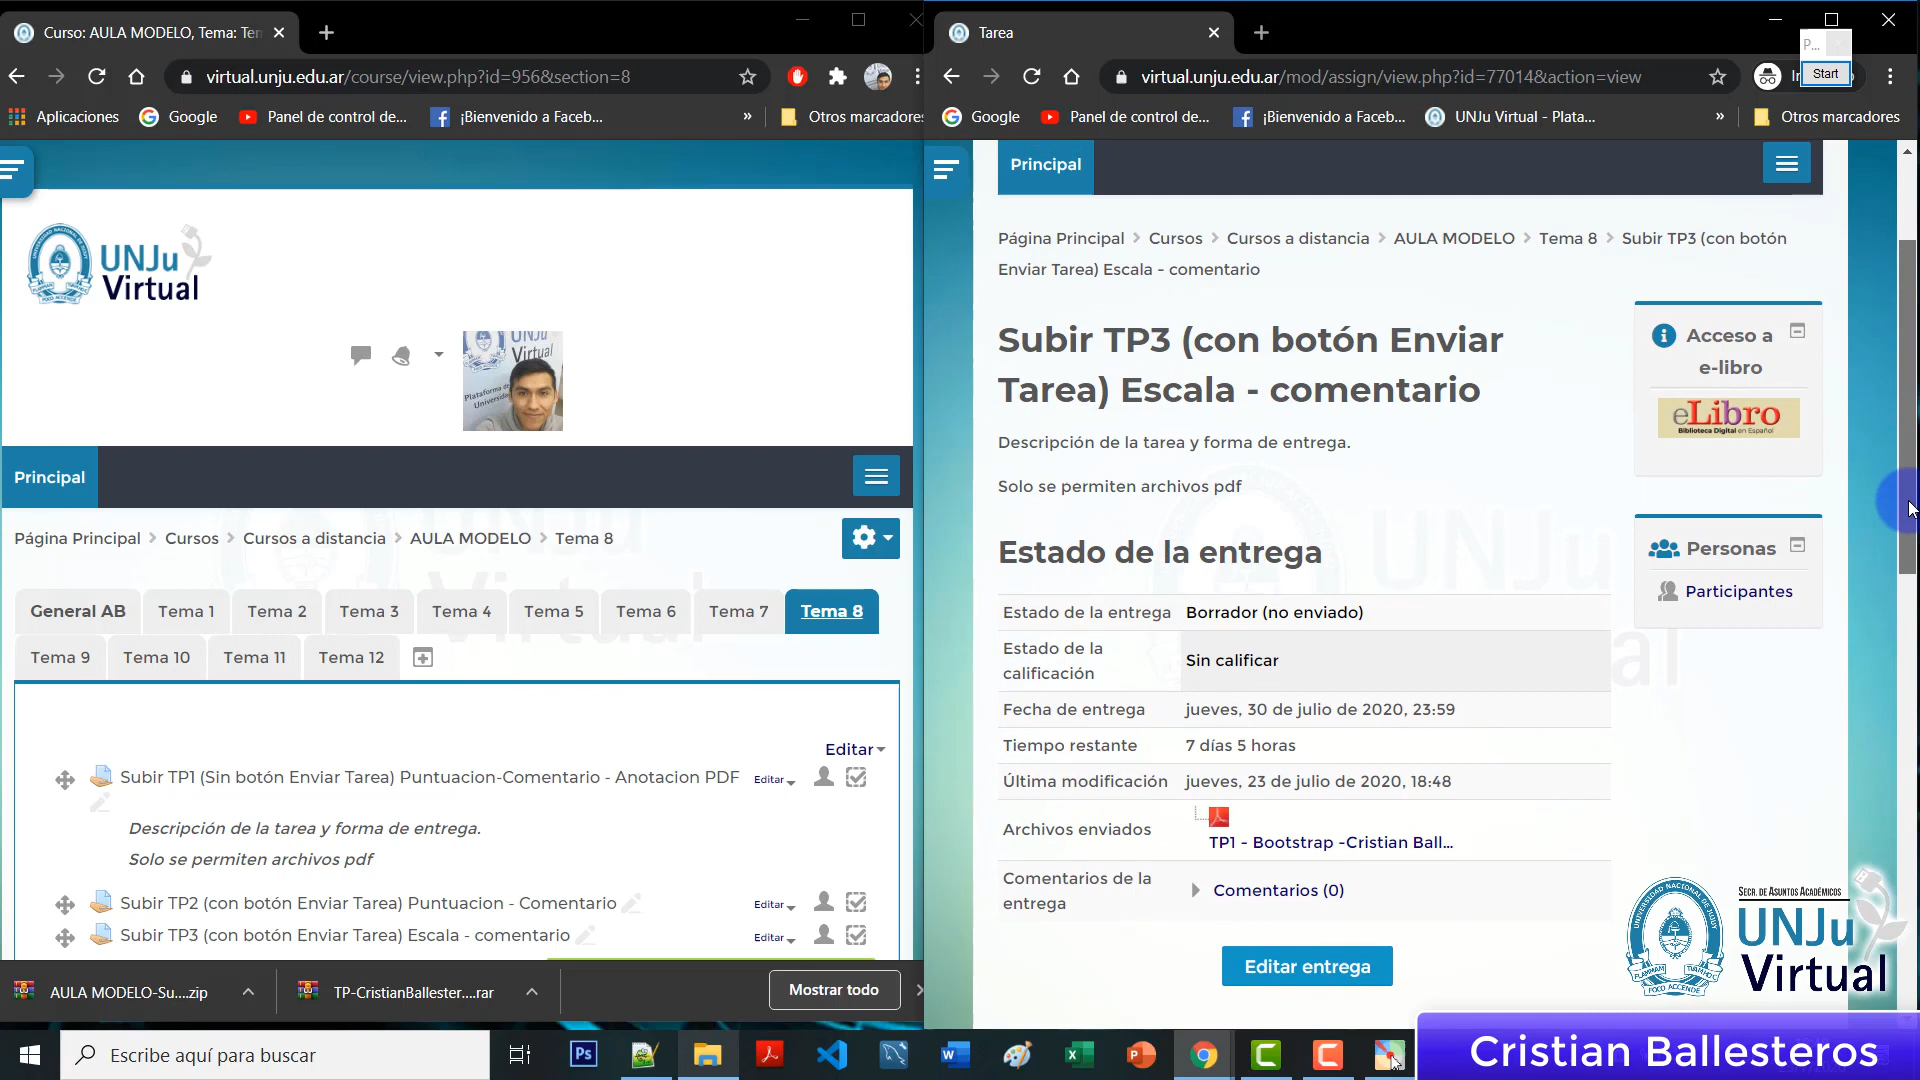 Curso: AULA MODELO, Tema: Ten
virtual.unju.edu.ar/course/view.php?id=956&section=8
Aplicaciones
Google
Panel de control de...
¡Bienvenido a Faceb...
»
Otros marcadores
UNJu
Virtual
Principal
Página Principal > Cursos > Cursos a distancia > AULA MODELO > Tema 8
General AB
Tema 1
Tema 2
Tema 3
Tema 4
Tema 5
Tema 6
Tema 7
Tema 8
Tema 9
Tema 10
Tema 11
Tema 12
Editar
Subir TP1 (Sin botón Enviar Tarea) Puntuacion-Comentario - Anotacion PDF
Editar
Descripción de la tarea y forma de entrega.
Solo se permiten archivos pdf
Subir TP2 (con botón Enviar Tarea) Puntuacion - Comentario
Editar
Subir TP3 (con botón Enviar Tarea) Escala - comentario
Editar
AULA MODELO-Su....zip
TP-CristianBallester....rar
Mostrar todo
Tarea
P...
Start
virtual.unju.edu.ar/mod/assign/view.php?id=77014&action=view
Google
Panel de control de...
¡Bienvenido a Faceb...
UNJu Virtual - Plata...
»
Otros marcadores
Principal
Página Principal > Cursos > Cursos a distancia > AULA MODELO > Tema 8 > Subir TP3 (con botón
Enviar Tarea) Escala - comentario
Subir TP3 (con botón Enviar
Tarea) Escala - comentario
Descripción de la tarea y forma de entrega.
Solo se permiten archivos pdf
Estado de la entrega
Estado de la entrega
Borrador (no enviado)
Estado de la
calificación
Sin calificar
Fecha de entrega
jueves, 30 de julio de 2020, 23:59
Tiempo restante
7 días 5 horas
Última modificación
jueves, 23 de julio de 2020, 18:48
Archivos enviados
TP1 - Bootstrap -Cristian Ball...
Comentarios de la
entrega
Comentarios (0)
Editar entrega
Acceso a
e-libro
eLibro
Biblioteca Digital en Español
Personas
Participantes
Secr. de Asuntos Académicos
UNJu
Virtual
Escribe aquí para buscar
Cristian Ballesteros